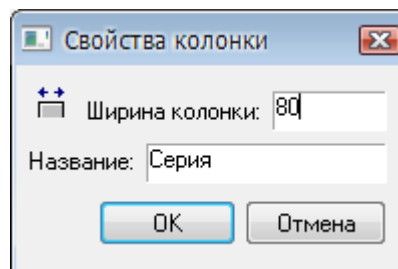 Свойства колонки
Ширина колонки: 80
Название: Серия
OK Отмена